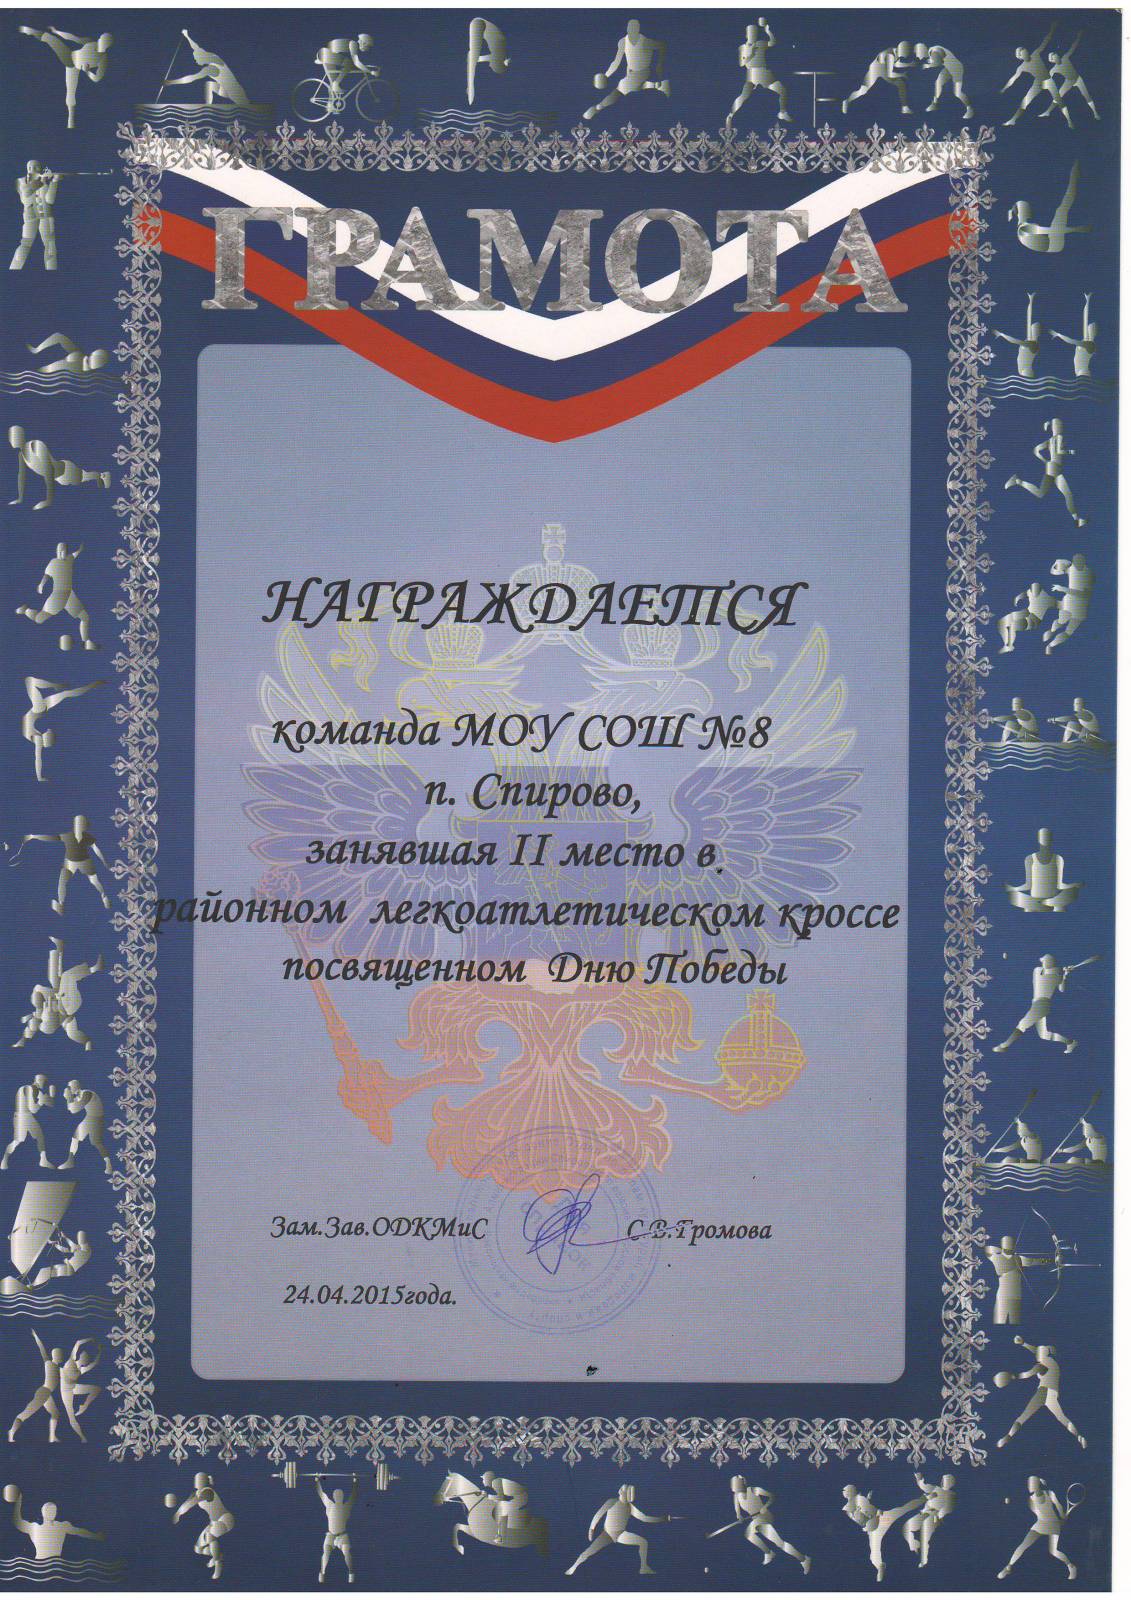 ГРАМОТА
НАГРАЖДАЕТСЯ
команда МОУ СОШ №8
п. Спирово,
занявшая II место в
районном легкоатлетическом кроссе
посвященном Дню Победы
Зам.Зав.ОДКМиС С.В.Громова
24.04.2015года.